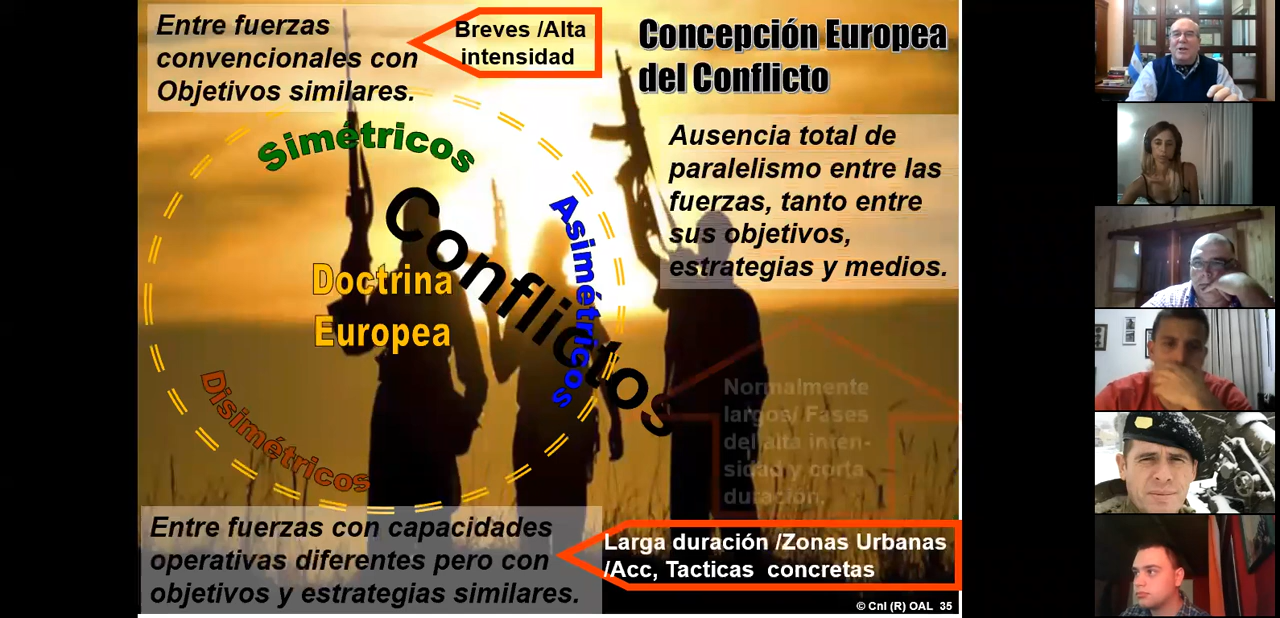 Entre fuerzas
convencionales con
Objetivos similares.
Breves /Alta
intensidad
Concepción Europea
del Conflicto
Ausencia total de
paralelismo entre las
fuerzas, tanto entre
sus objetivos,
estrategias y medios.
Simétricos
Asimétricos
Conflictos
Doctrina
Europea
Disimétricos
Normalmente
largos/ Fases
del alta inten-
sidad y corta
duración.
Entre fuerzas con capacidades
operativas diferentes pero con
objetivos y estrategias similares.
Larga duración /Zonas Urbanas
/Acc, Tacticas concretas
© Cnl (R) OAL 35